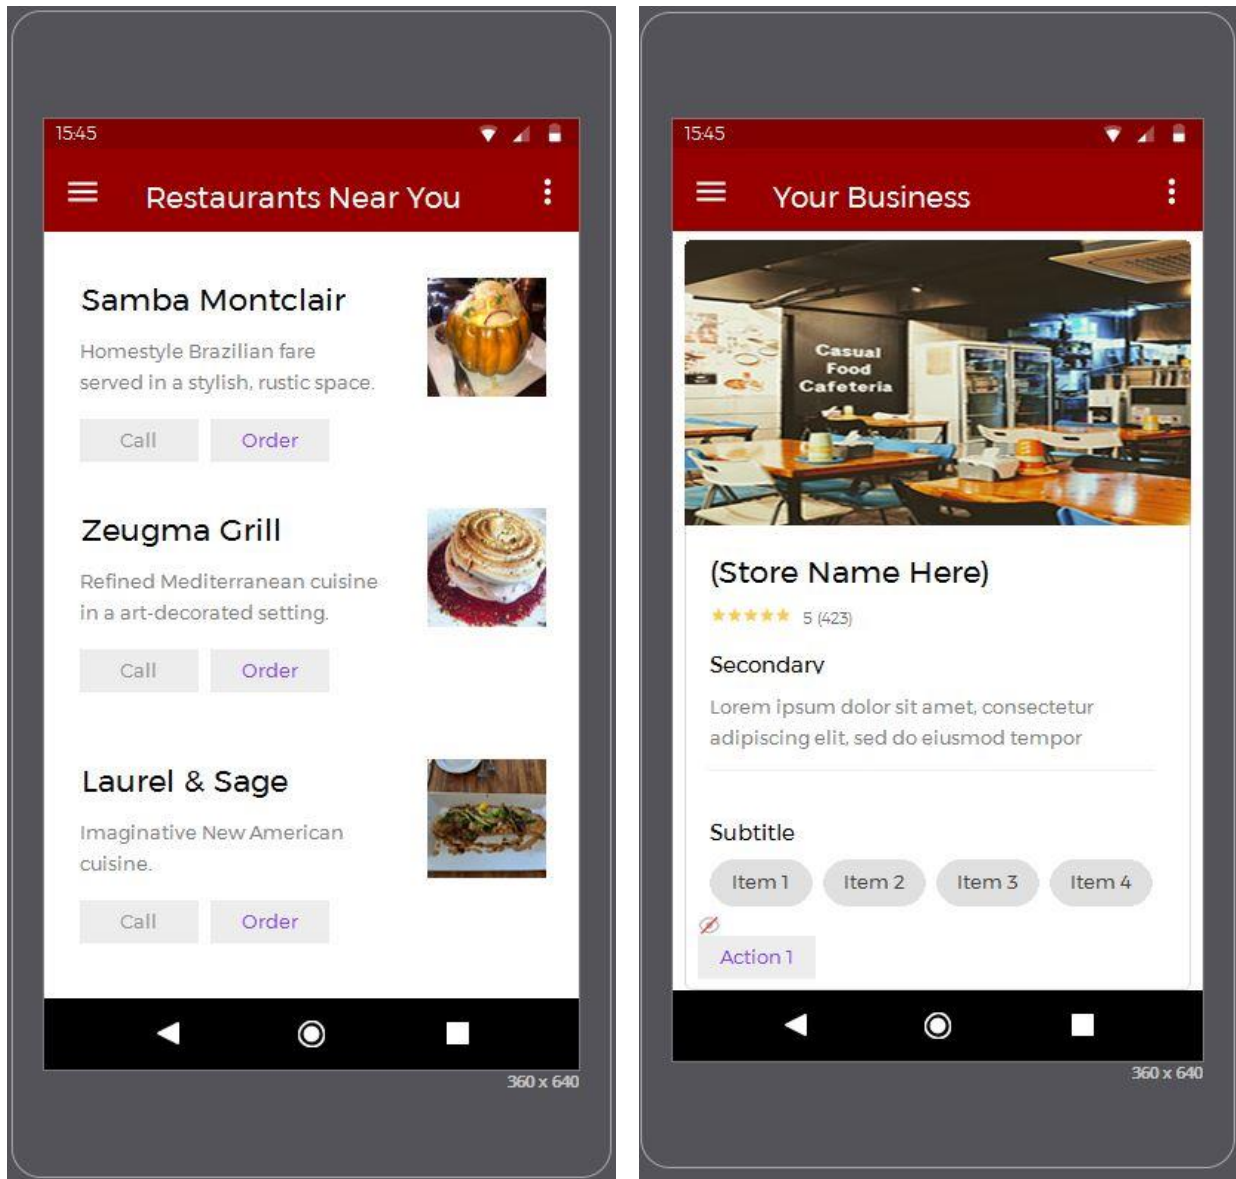 15:45
Restaurants Near You
Samba Montclair
Homestyle Brazilian fare
served in a stylish, rustic space.
Call
Order
Zeugma Grill
Refined Mediterranean cuisine
in a art-decorated setting.
Call
Order
Laurel & Sage
Imaginative New American
cuisine.
Call
Order
360 x 640
15:45
Your Business
Casual
Food
Cafeteria
(Store Name Here)
5 (423)
Secondary
Lorem ipsum dolor sit amet, consectetur
adipiscing elit, sed do eiusmod tempor
Subtitle
Item 1
Item 2
Item 3
Item 4
Action 1
360 x 640